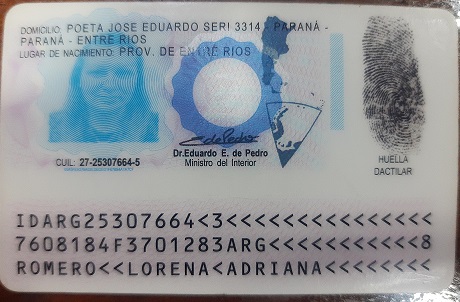 DOMICILIO: POETA JOSE EDUARDO SERI 3314 - PARANÁ -
PARANÁ - ENTRE RIOS
LUGAR DE NACIMIENTO: PROV. DE ENTRE RIOS
CUIL: 27-25307664-5
Dr. Eduardo E. de Pedro
Ministro del Interior
HUELLA
DACTILAR
IDARG25307664<3<<<<<<<<<<<<<<<
7608184F3701283ARG<<<<<<<<<<<8
ROMERO<<LORENA<ADRIANA<<<<<<<<